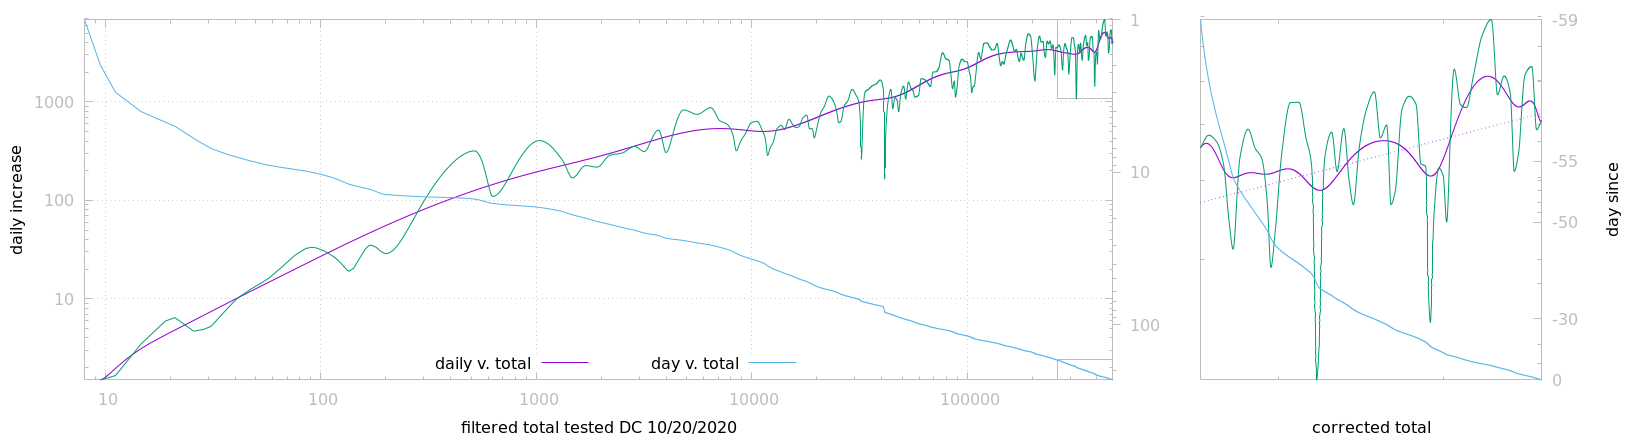 daily increase
1000
100
10
10
100
1000
10000
100000
filtered total tested DC 10/20/2020
daily v. total
day v. total
1
10
100
-59
-55
-50
-30
0
day since
corrected total